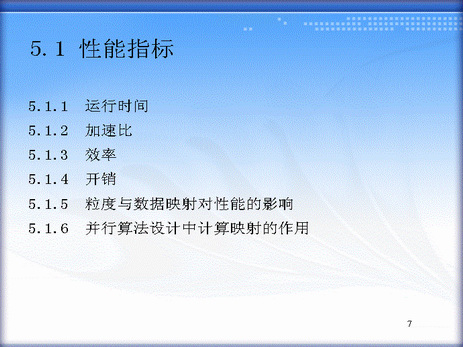 5.1 性能指标
5.1.1 运行时间
5.1.2 加速比
5.1.3 效率
5.1.4 开销
5.1.5 粒度与数据映射对性能的影响
5.1.6 并行算法设计中计算映射的作用
7